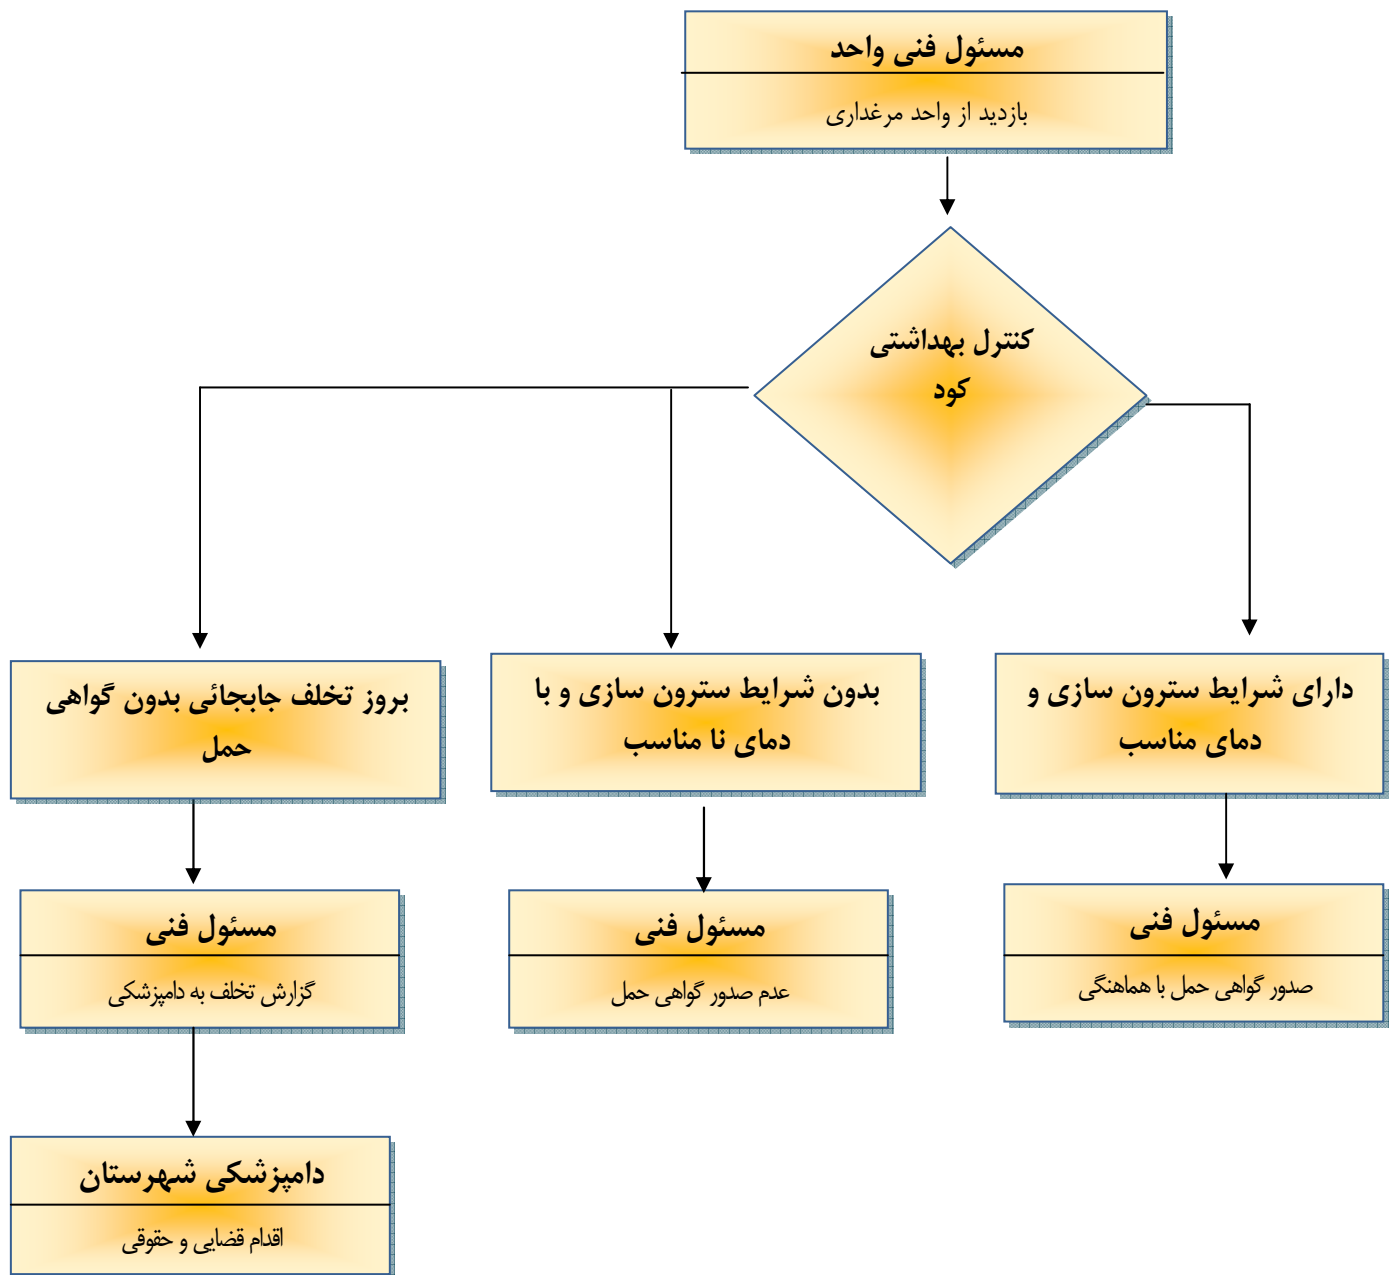 مسئول فنی واحد
بازدید از واحد مرغداری
کنترل بهداشتی
کود
دارای شرایط سترون سازی و
دمای مناسب
بدون شرایط سترون سازی و با
دمای نا مناسب
بروز تخلف جابجائی بدون گواهی
حمل
مسئول فنی
صدور گواهی حمل با هماهنگی
مسئول فنی
عدم صدور گواهی حمل
مسئول فنی
گزارش تخلف به دامپزشکی
دامپزشکی شهرستان
اقدام قضایی و حقوقی